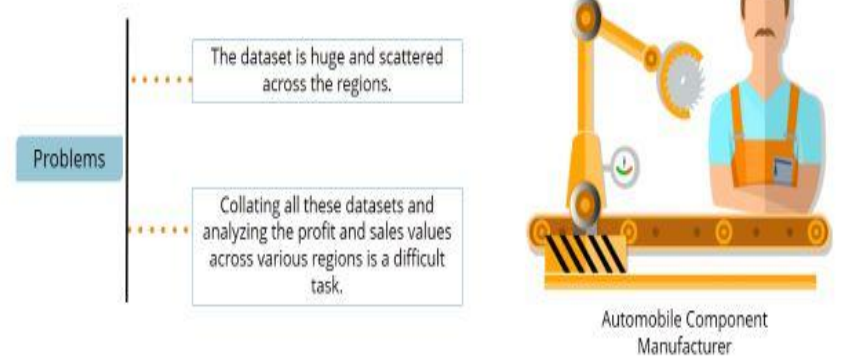 The dataset is huge and scattered
across the regions.
Problems
Collating all these datasets and
analyzing the profit and sales values
across various regions is a difficult
task.
Automobile Component
Manufacturer